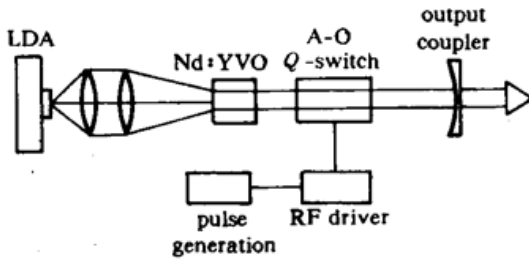 output
coupler
LDA
A-O
Nd:YVO
Q-switch
pulse
generation
RF driver